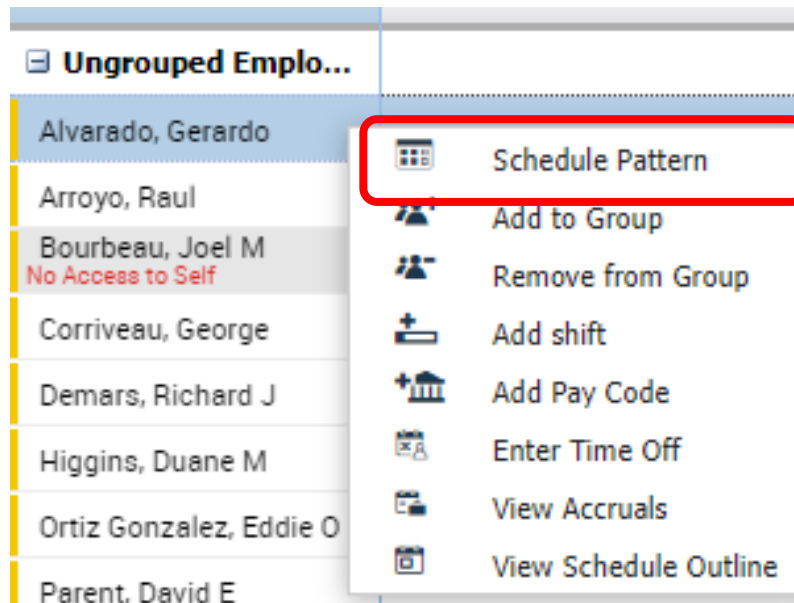 Ungrouped Emplo...
Alvarado, Gerardo
Arroyo, Raul
Bourbeau, Joel M
No Access to Self
Corriveau, George
Demars, Richard J
Higgins, Duane M
Ortiz Gonzalez, Eddie O
Parent, David E
Schedule Pattern
Add to Group
Remove from Group
Add shift
Add Pay Code
Enter Time Off
View Accruals
View Schedule Outline